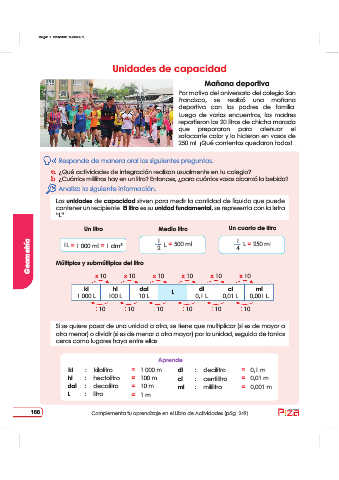 Unidades de capacidad
Mañana deportiva
Por motivo del aniversario del colegio San
Francisco, se realizó una mañana
deportiva con los padres de familia.
Luego de varios encuentros, las madres
repartieron los 20 litros de chicha morada
que prepararon para atenuar el
sofocante calor y la hicieron en vasos de
250 ml. ¡Qué contentos quedaron todos!
Responde de manera oral las siguientes preguntas.
a. ¿Qué actividades de integración realizan usualmente en tu colegio?
b. ¿Cuántos mililitros hay en un litro? Entonces, ¿para cuántos vasos alcanzó la bebida?
Analiza la siguiente información.
Las unidades de capacidad sirven para medir la cantidad de líquido que puede
contener un recipiente. El litro es su unidad fundamental, se representa con la letra
"L"
Un litro Medio litro Un cuarto de litro
1 L = 1 000 ml = 1 dm³ 1/2 L = 500 ml 1/4 L = 250 ml
Múltiplos y submúltiplos del litro
x 10 x 10 x 10 x 10 x 10 x 10
kl hl dal L dl cl ml
1 000 L 100 L 10 L 0,1 L 0,01 L 0,001 L
: 10 : 10 : 10 : 10 : 10 : 10
Si se quiere pasar de una unidad a otra, se tiene que multiplicar (si es de mayor a
otra menor) o dividir (si es de menor a otra mayor) por la unidad, seguida de tantos
ceros como lugares haya entre ellas
Aprende
kl : kilolitro = 1 000 m dl : decilitro = 0,1 m
hl : hectolitro = 100 m cl : centilitro = 0,01 m
dal : decalitro = 10 m ml : mililitro = 0,001 m
L : litro = 1 m
Geometría
188 Complementa tu aprendizaje en el Libro de Actividades (pág. 249)